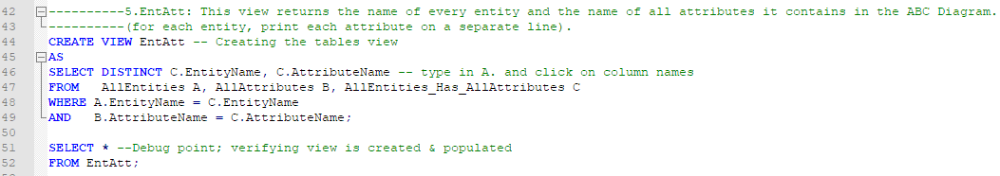 42 ----------5.EntAtt: This view returns the name of every entity and the name of all attributes it contains in the ABC Diagram.
43 ----------(for each entity, print each attribute on a separate line).
44 CREATE VIEW EntAtt -- Creating the tables view
45 AS
46 SELECT DISTINCT C.EntityName, C.AttributeName -- type in A. and click on column names
47 FROM   AllEntities A, AllAttributes B, AllEntities_Has_AllAttributes C
48 WHERE A.EntityName = C.EntityName
49 AND   B.AttributeName = C.AttributeName;
50
51 SELECT * --Debug point; verifying view is created & populated
52 FROM EntAtt;